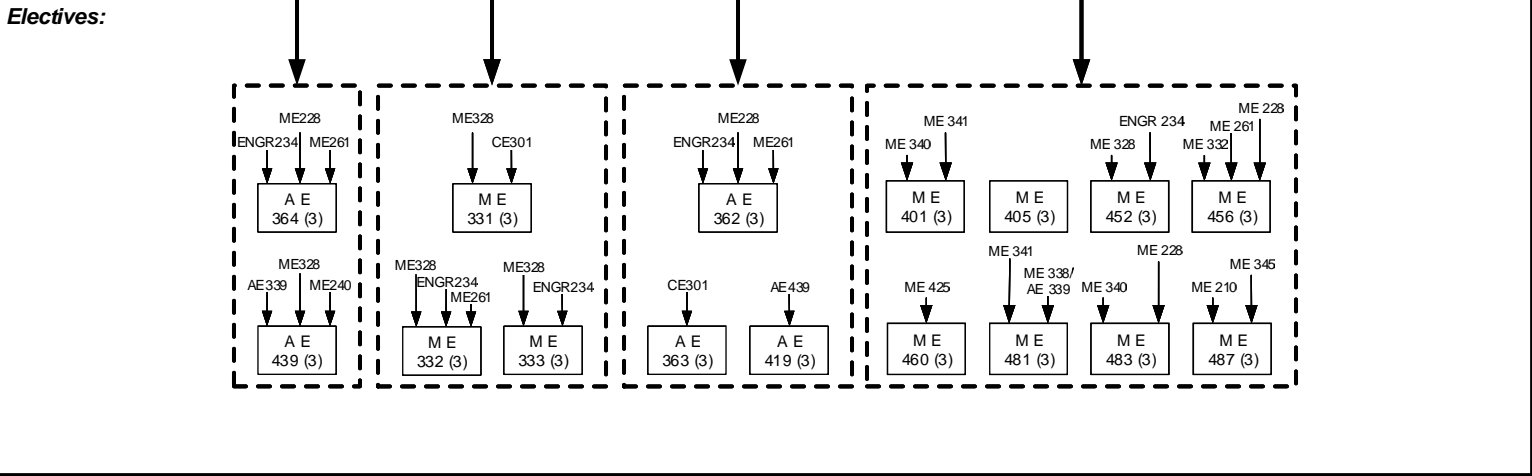 Electives:
ME228
ENGR234 ME261
A E
364 (3)
ME328
AE339 ME240
A E
439 (3)
ME328
CE301
M E
331 (3)
ME328
ENGR234
ME261
M E
332 (3)
ME328
ENGR234
M E
333 (3)
ME228
ENGR234 ME261
A E
362 (3)
CE301
A E
363 (3)
AE439
A E
419 (3)
ME 341
ME 340
M E
401 (3)
M E
405 (3)
ENGR 234
ME 328
M E
452 (3)
ME 228
ME 261
ME 332
M E
456 (3)
ME 425
M E
460 (3)
ME 341
ME 338/
AE 339
M E
481 (3)
ME 228
ME 340
M E
483 (3)
ME 345
ME 210
M E
487 (3)